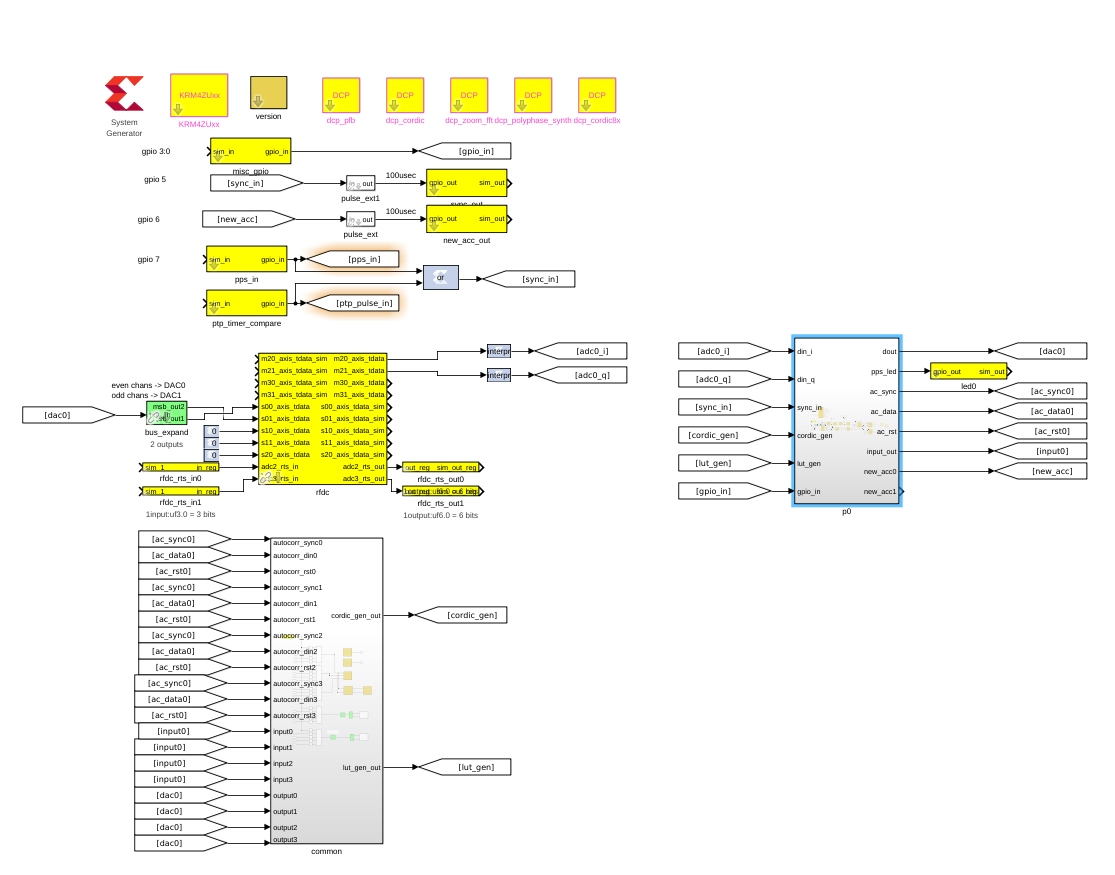 System
Generator
KRM4ZUxx
KRM4ZUxx
version
DCP
dcp_pfb
DCP
dcp_cordic
DCP
dcp_zoom_fft
DCP
dcp_polyphase_synth
DCP
dcp_cordic8x
gpio 3:0
sim_in gpio_in
misc_gpio
[gpio_in]
gpio 5
[sync_in]
out
pulse_ext1
100usec
gpio_out sim_out
sync_out
gpio 6
[new_acc]
out
pulse_ext
100usec
gpio_out sim_out
new_acc_out
gpio 7
sim_in gpio_in
pps_in
[pps_in]
or
[sync_in]
sim_in gpio_in
ptp_timer_compare
[ptp_pulse_in]
even chans -> DAC0
odd chans -> DAC1
[dac0]
msb_out2
bus_expand
2 outputs
0
0
0
sim_1 in_reg
rfdc_rts_in0
sim_1 in_reg
rfdc_rts_in1
1input:uf3.0 = 3 bits
m20_axis_tdata_sim m20_axis_tdata
m21_axis_tdata_sim m21_axis_tdata
m30_axis_tdata_sim m30_axis_tdata
m31_axis_tdata_sim m31_axis_tdata
s00_axis_tdata s00_axis_tdata_sim
s01_axis_tdata s01_axis_tdata_sim
s10_axis_tdata s10_axis_tdata_sim
s11_axis_tdata s11_axis_tdata_sim
s20_axis_tdata s20_axis_tdata_sim
adc2_rts_in adc2_rts_out
adc3_rts_in adc3_rts_out
rfdc
interpr
[adc0_i]
interpr
[adc0_q]
out_reg sim_out_reg
rfdc_rts_out0
rfdc_rts_out1
1output:uf6.0 = 6 bits
[adc0_i]
[adc0_q]
[sync_in]
[cordic_gen]
[lut_gen]
[gpio_in]
din_i
din_q
sync_in
cordic_gen
lut_gen
gpio_in
dout
pps_led
ac_sync
ac_data
ac_rst
input_out
new_acc0
new_acc1
p0
[dac0]
gpio_out sim_out
led0
[ac_sync0]
[ac_data0]
[ac_rst0]
[input0]
[new_acc]
[ac_sync0] autocorr_sync0
[ac_data0] autocorr_din0
[ac_rst0] autocorr_rst0
[ac_sync0] autocorr_sync1
[ac_data0] autocorr_din1
[ac_rst0] autocorr_rst1
[ac_sync0] autocorr_sync2
[ac_data0] autocorr_din2
[ac_rst0] autocorr_rst2
[ac_sync0] autocorr_sync3
[ac_data0] autocorr_din3
[ac_rst0] autocorr_rst3
[input0] input0
[input0] input1
[input0] input2
[input0] input3
[dac0] output0
[dac0] output1
[dac0] output2
[dac0] output3
cordic_gen_out
[cordic_gen]
lut_gen_out
[lut_gen]
common